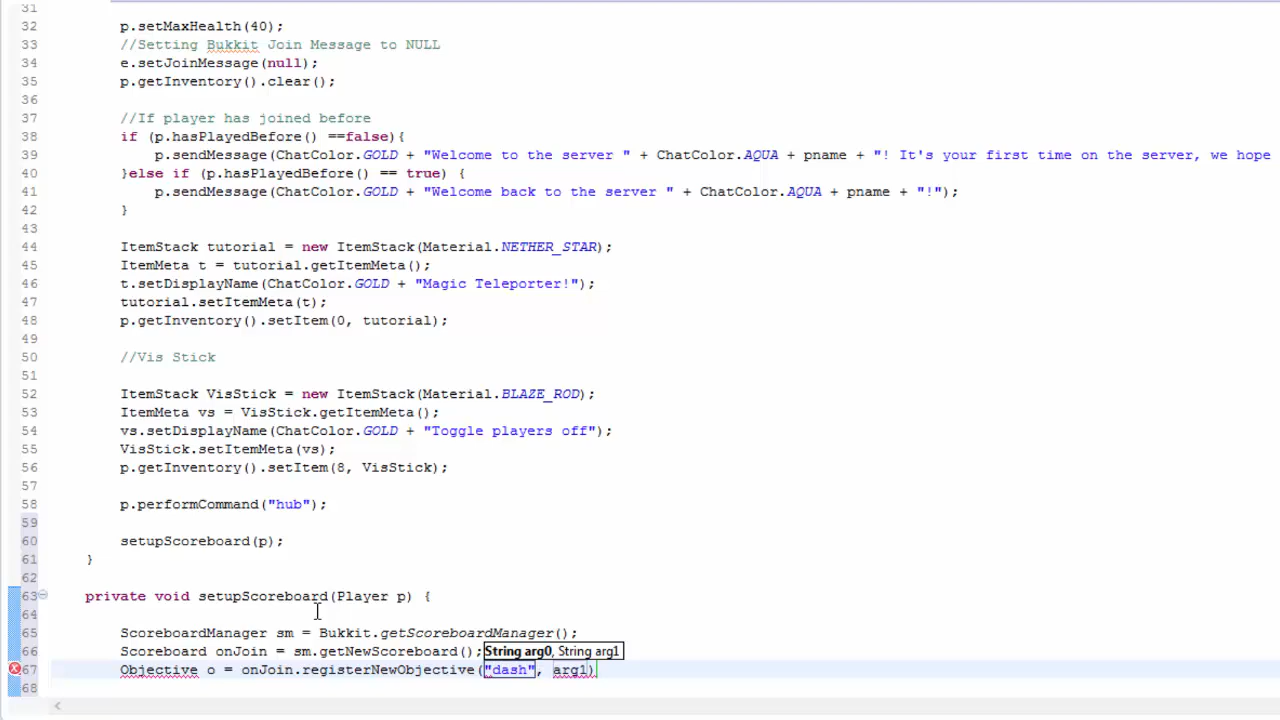 31
32 p.setMaxHealth(40);
33 //Setting Bukkit Join Message to NULL
34 e.setJoinMessage(null);
35 p.getInventory().clear();
36
37 //If player has joined before
38 if (p.hasPlayedBefore() ==false){
39 p.sendMessage(ChatColor.GOLD + "Welcome to the server " + ChatColor.AQUA + pname + "! It's your first time on the server, we hope
40 }else if (p.hasPlayedBefore() == true) {
41 p.sendMessage(ChatColor.GOLD + "Welcome back to the server " + ChatColor.AQUA + pname + "!");
42 }
43
44 ItemStack tutorial = new ItemStack(Material.NETHER_STAR);
45 ItemMeta t = tutorial.getItemMeta();
46 t.setDisplayName(ChatColor.GOLD + "Magic Teleporter!");
47 tutorial.setItemMeta(t);
48 p.getInventory().setItem(0, tutorial);
49
50 //Vis Stick
51
52 ItemStack VisStick = new ItemStack(Material.BLAZE_ROD);
53 ItemMeta vs = VisStick.getItemMeta();
54 vs.setDisplayName(ChatColor.GOLD + "Toggle players off");
55 VisStick.setItemMeta(vs);
56 p.getInventory().setItem(8, VisStick);
57
58 p.performCommand("hub");
59
60 setupScoreboard(p);
61 }
62
63 private void setupScoreboard(Player p) {
64
65 ScoreboardManager sm = Bukkit.getScoreboardManager();
66 Scoreboard onJoin = sm.getNewScoreboard(); String arg0, String arg1
67 Objective o = onJoin.registerNewObjective("dash", arg1)
68